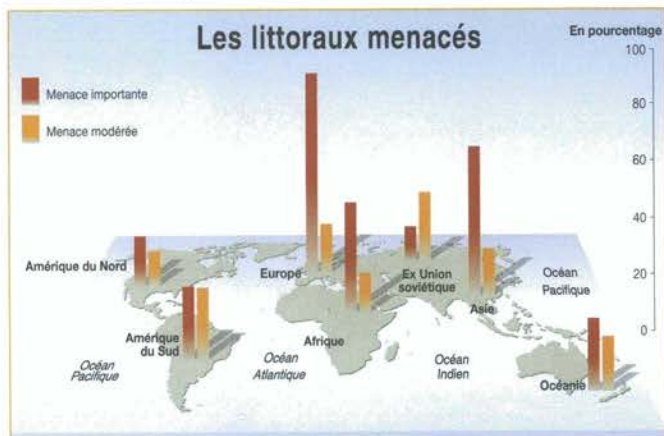 Les littoraux menacés
En pourcentage
100
80
60
40
20
0
Menace importante
Menace modérée
Amérique du Nord
Europe
Ex Union
soviétique
Asie
Océan
Pacifique
Amérique
du Sud
Afrique
Océan
Pacifique
Océan
Atlantique
Océan
Indien
Océanie